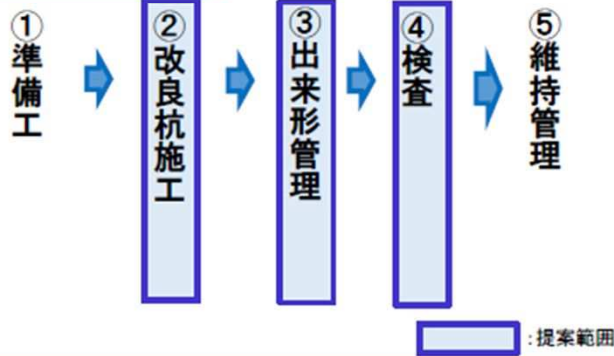 ①準備工
②改良杭施工
③出来形管理
④検査
⑤維持管理
:提案範囲